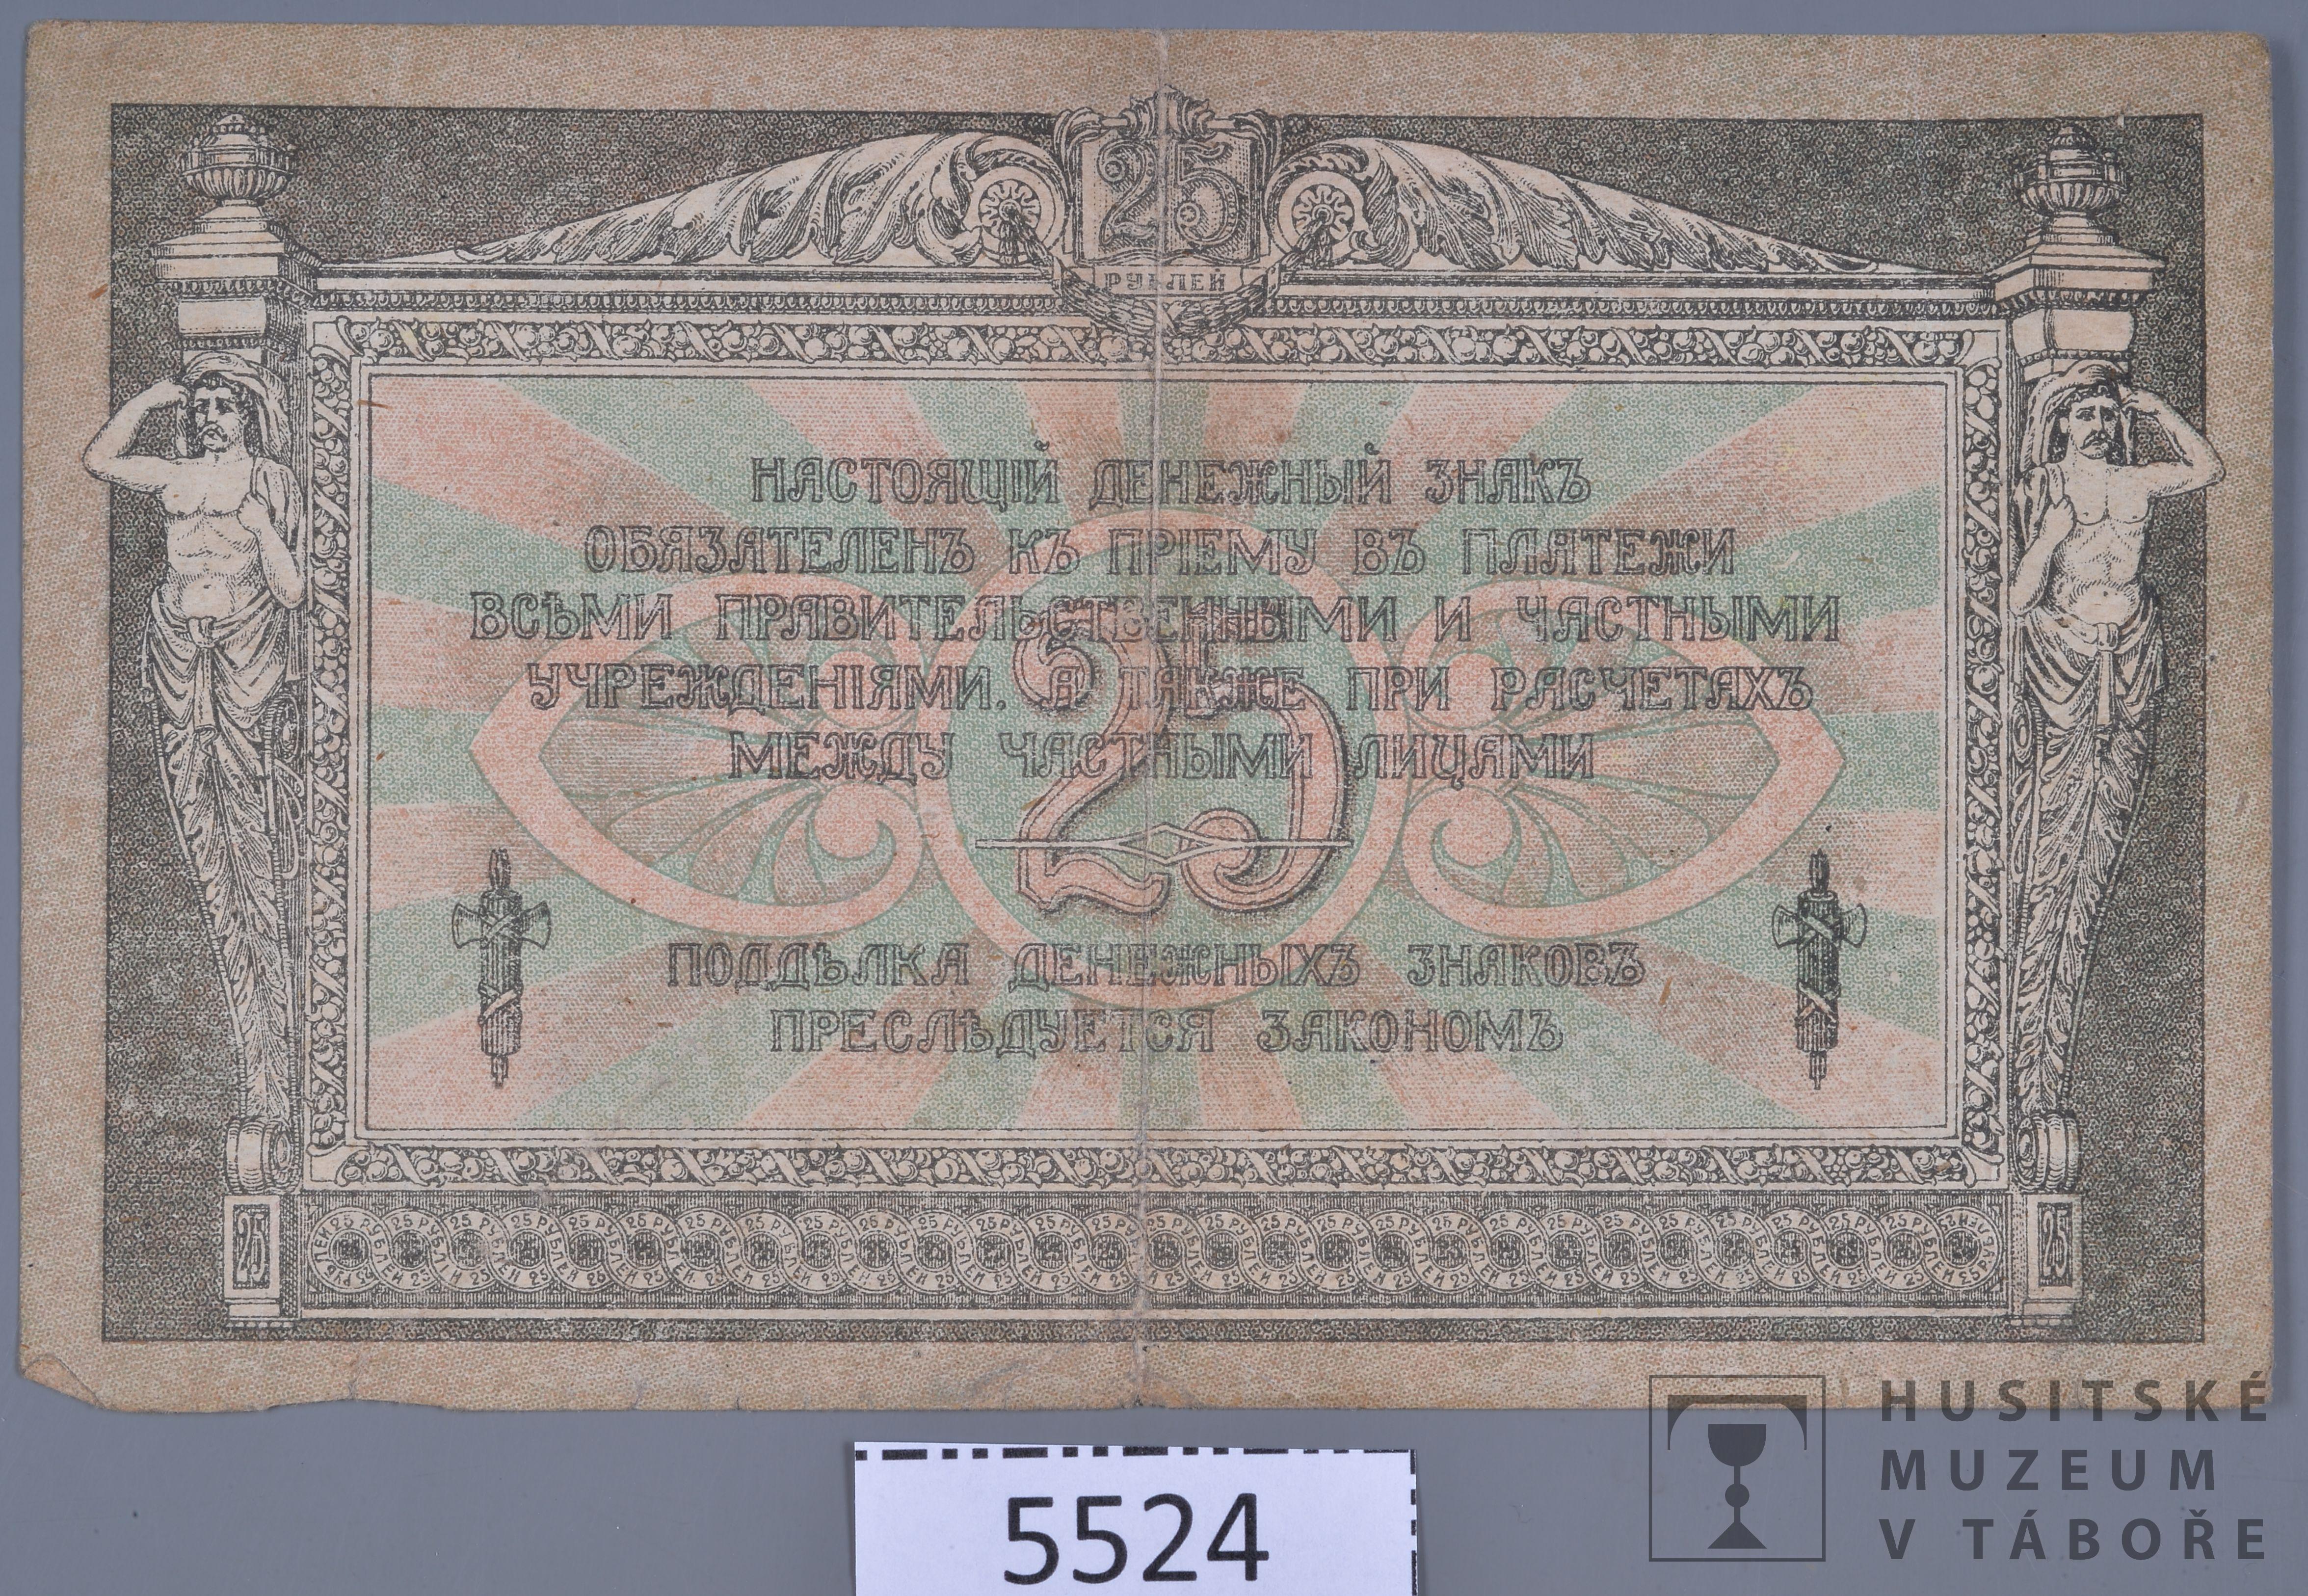 25
РУБЛЕЙ
НАСТОЯЩІЙ ДЕНЕЖНЫЙ ЗНАКЪ
ОБЯЗАТЕЛЕНЪ КЪ ПРІЕМУ ВЪ ПЛАТЕЖИ
ВСѢМИ ПРАВИТЕЛЬСТВЕННЫМИ И ЧАСТНЫМИ
УЧРЕЖДЕНІЯМИ. А ТАКЖЕ ПРИ РАСЧЕТАХЪ
МЕЖДУ ЧАСТНЫМИ ЛИЦАМИ
25
ПОДДѢЛКА ДЕНЕЖНЫХЪ ЗНАКОВЪ
ПРЕСЛѢДУЕТСЯ ЗАКОНОМЪ
25 25
5524
HUSITSKÉ
MUZEUM
V TÁBOŘE